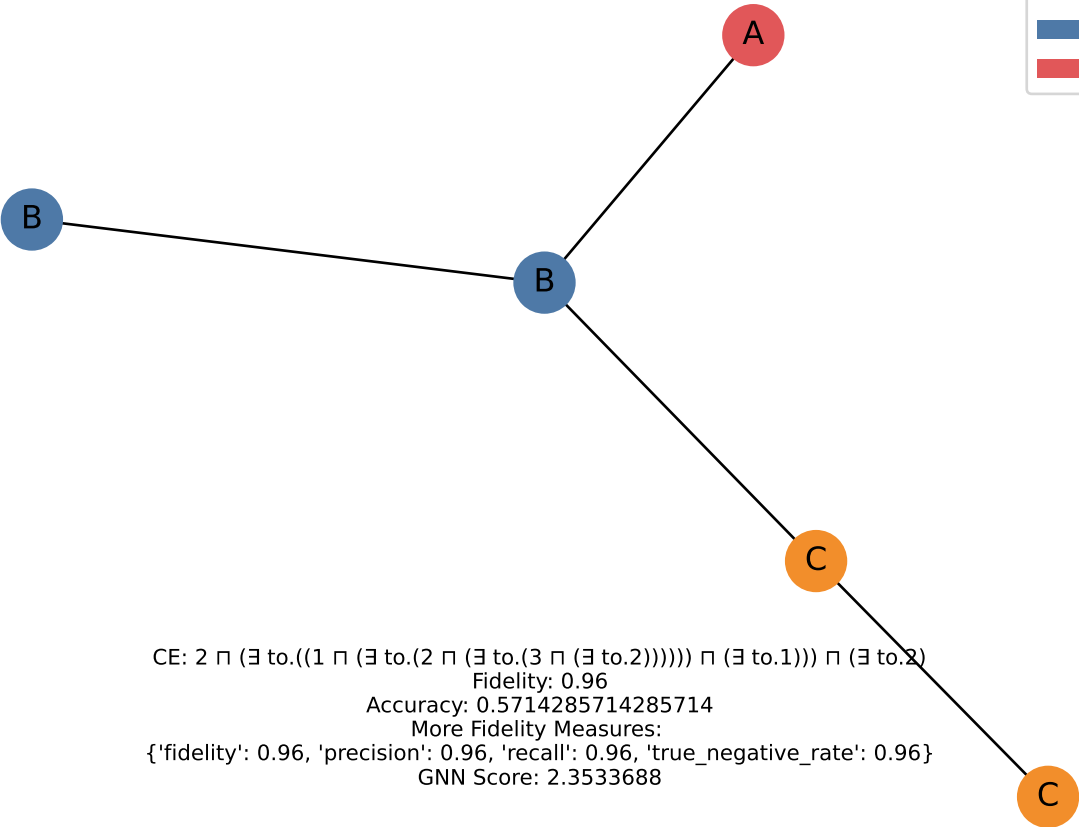 A
B
B
C
CE: 2 ⊓ (∃ to.((1 ⊓ (∃ to.(2 ⊓ (∃ to.(3 ⊓ (∃ to.2)))))) ⊓ (∃ to.1))) ⊓ (∃ to.2)
Fidelity: 0.96
Accuracy: 0.5714285714285714
More Fidelity Measures:
{'fidelity': 0.96, 'precision': 0.96, 'recall': 0.96, 'true_negative_rate': 0.96}
GNN Score: 2.3533688
C